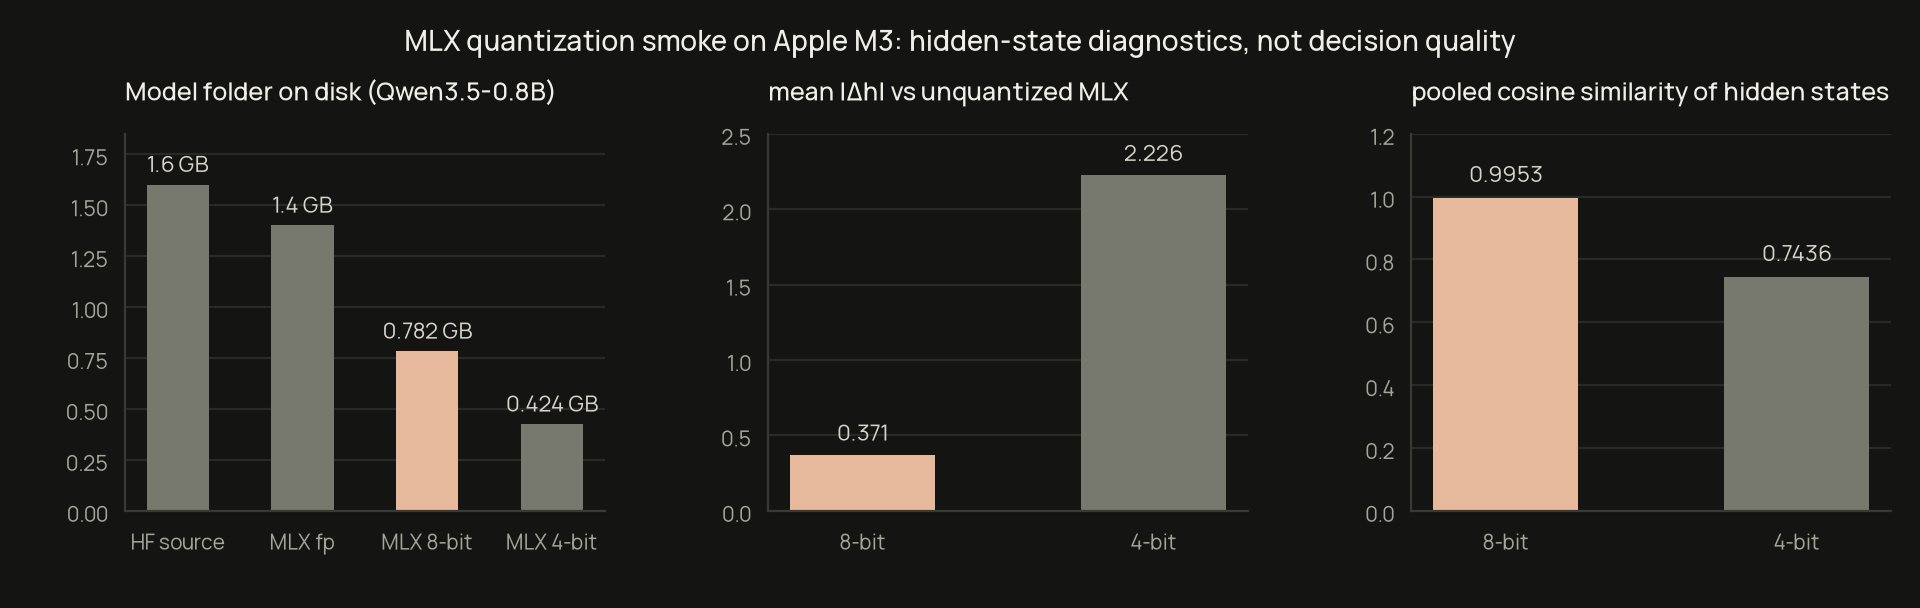 MLX quantization smoke on Apple M3: hidden-state diagnostics, not decision quality
Model folder on disk (Qwen3.5-0.8B)
1.75
1.50
1.25
1.00
0.75
0.50
0.25
0.00
1.6 GB
1.4 GB
0.782 GB
0.424 GB
HF source
MLX fp
MLX 8-bit
MLX 4-bit
mean |Δh| vs unquantized MLX
2.5
2.0
1.5
1.0
0.5
0.0
0.371
2.226
8-bit
4-bit
pooled cosine similarity of hidden states
1.2
1.0
0.8
0.6
0.4
0.2
0.0
0.9953
0.7436
8-bit
4-bit